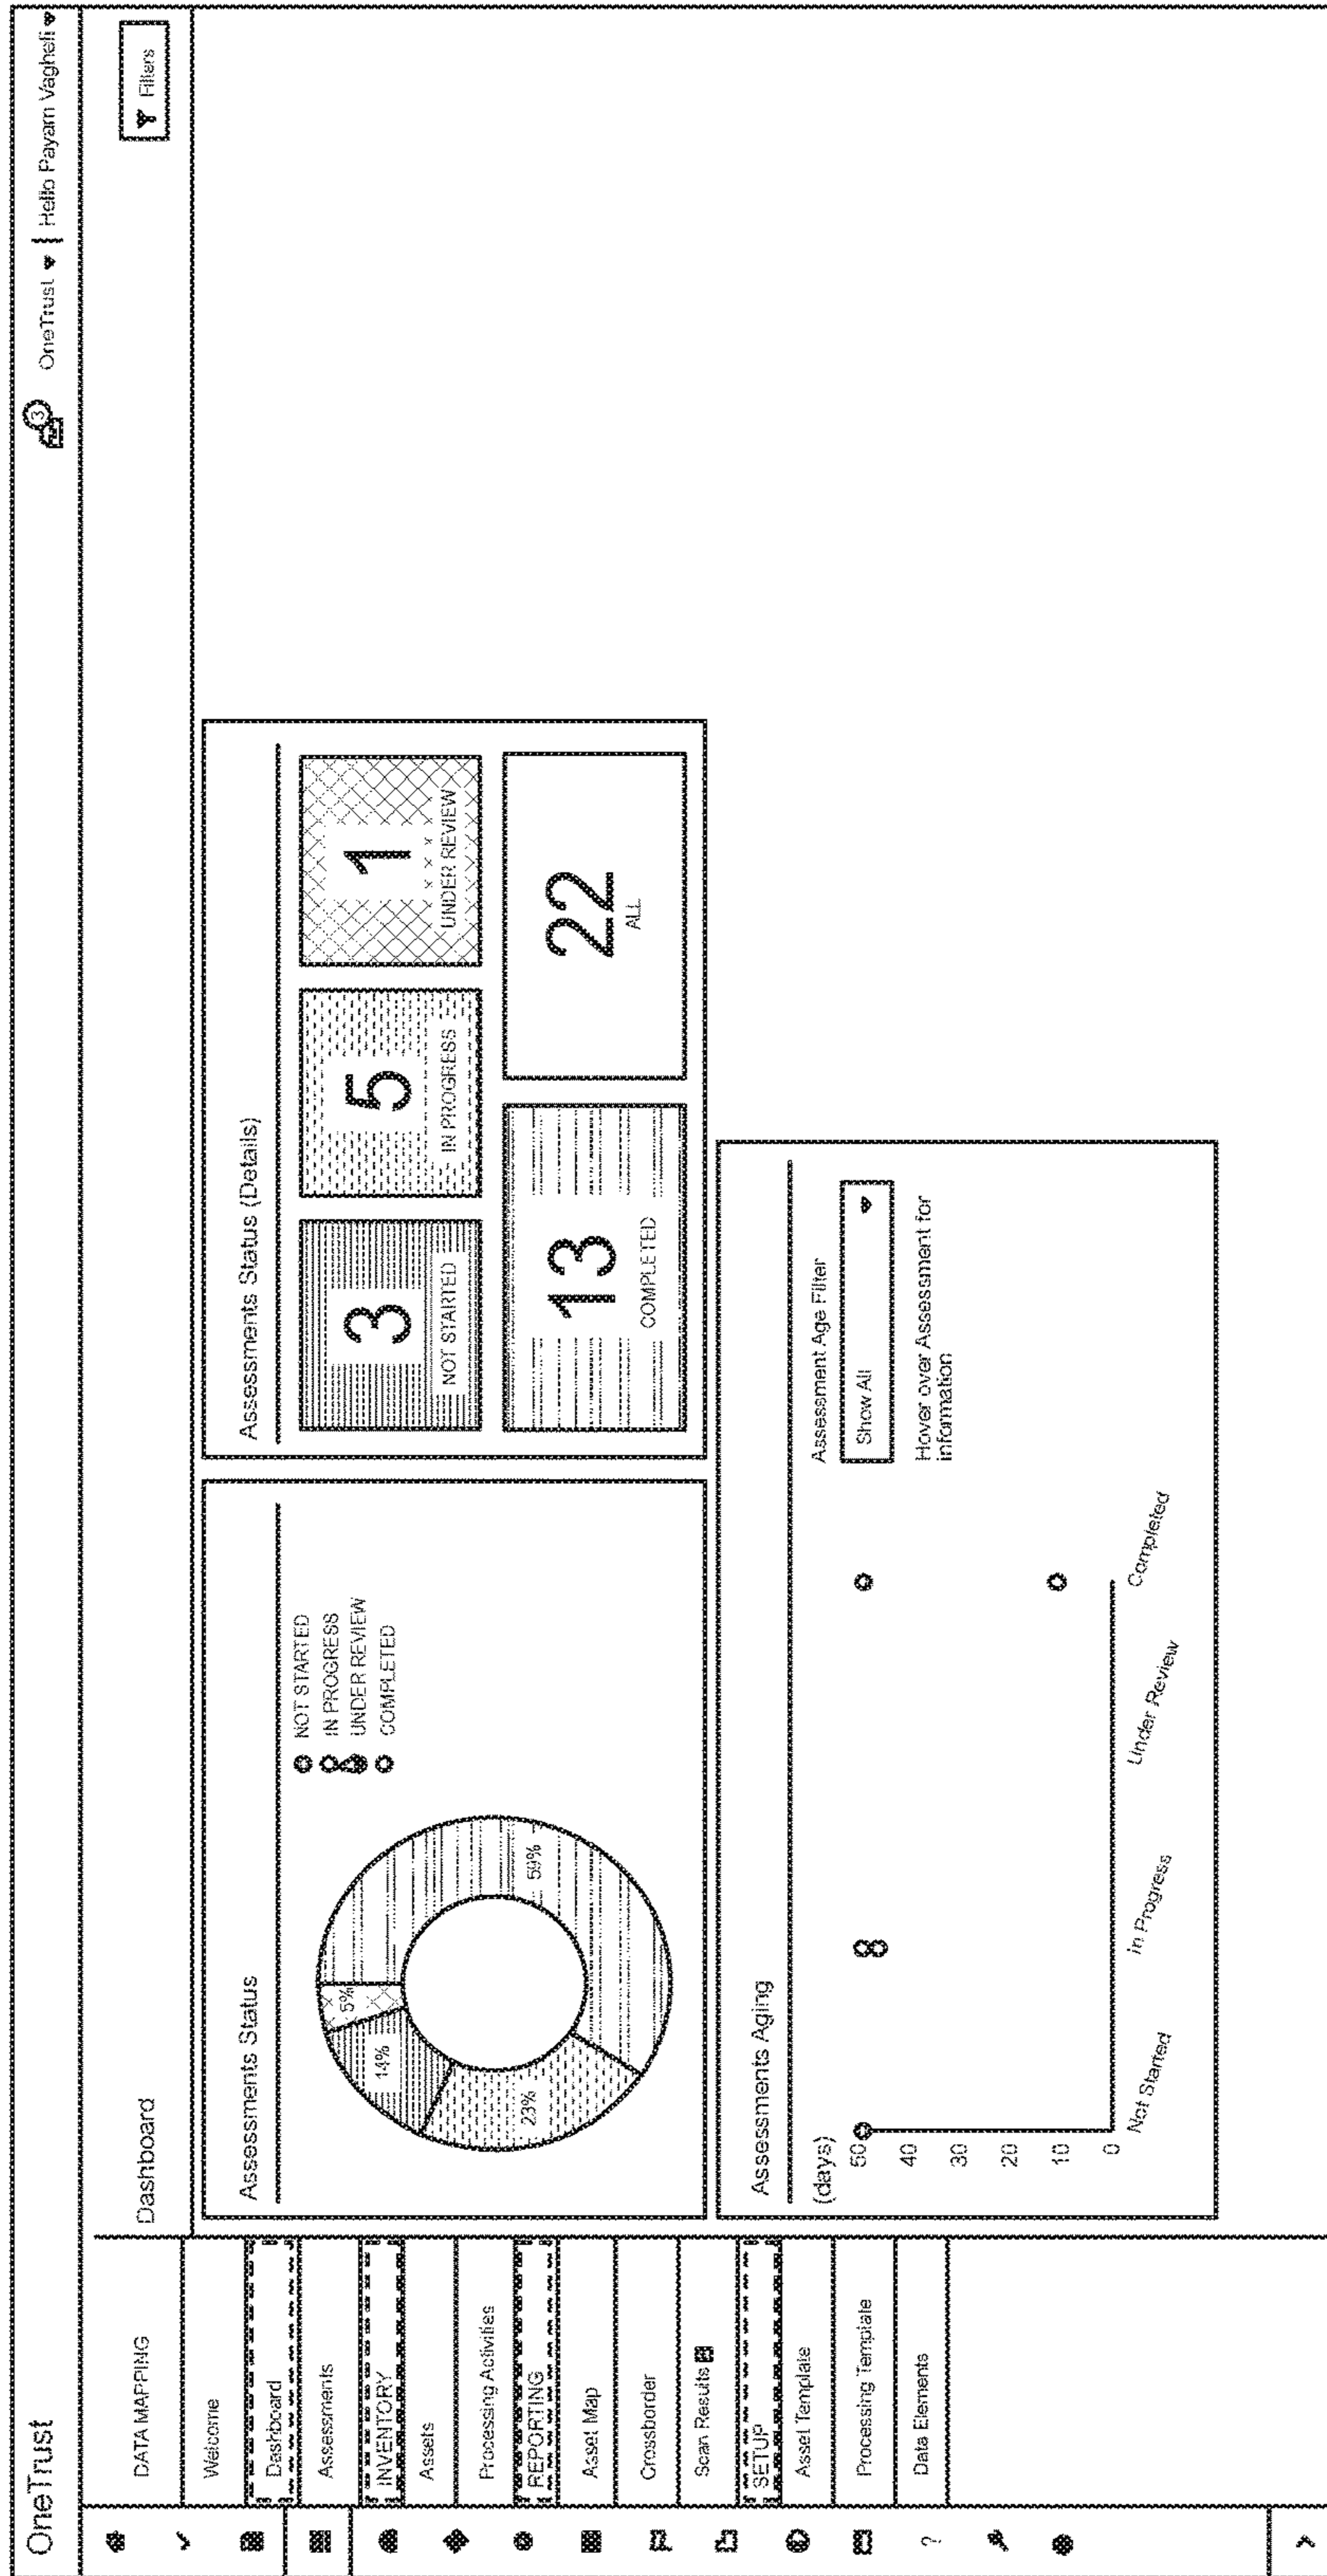 OneTrust
3
OneTrust
Hello Payam Vaghefi
DATA MAPPING
Welcome
Dashboard
Assessments
INVENTORY
Assets
Processing Activities
REPORTING
Asset Map
Crossborder
Scan Results
SETUP
Asset Template
Processing Template
Data Elements
?
Dashboard
Filters
Assessments Status
5%
14%
23%
59%
NOT STARTED
IN PROGRESS
UNDER REVIEW
COMPLETED
Assessments Status (Details)
3
NOT STARTED
5
IN PROGRESS
1
UNDER REVIEW
13
COMPLETED
22
ALL
Assessments Aging
(days)
50
40
30
20
10
0
Not Started
In Progress
Under Review
Completed
Assessment Age Filter
Show All
Hover over Assessment for
information